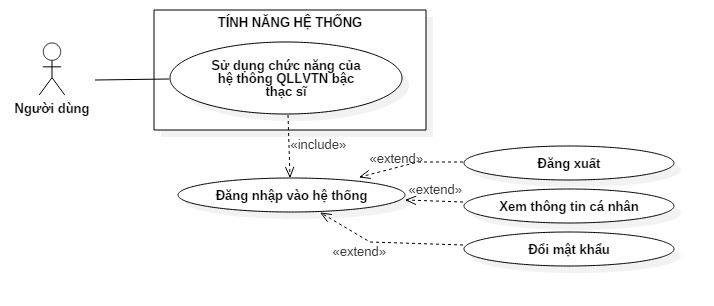 TÍNH NĂNG HỆ THỐNG
Sử dụng chức năng của
hệ thông QLLVTN bậc
thạc sĩ
Người dùng
«include»
«extend»
Đăng xuất
Đăng nhập vào hệ thống
«extend»
Xem thông tin cá nhân
«extend»
Đổi mật khẩu